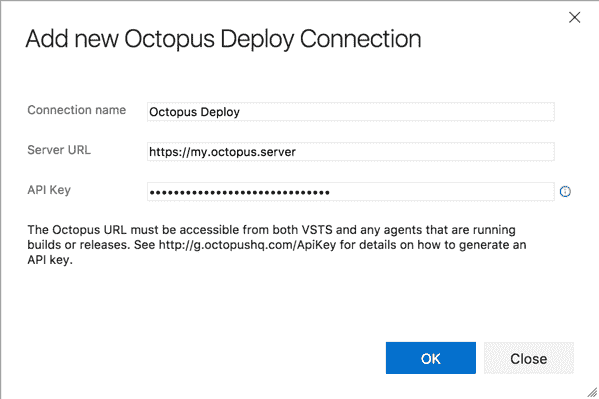 Add new Octopus Deploy Connection
Connection name Octopus Deploy
Server URL https://my.octopus.server
API Key ••••••••••••••••••••••••••••••
The Octopus URL must be accessible from both VSTS and any agents that are running
builds or releases. See http://g.octopushq.com/ApiKey for details on how to generate an
API key.
OK Close